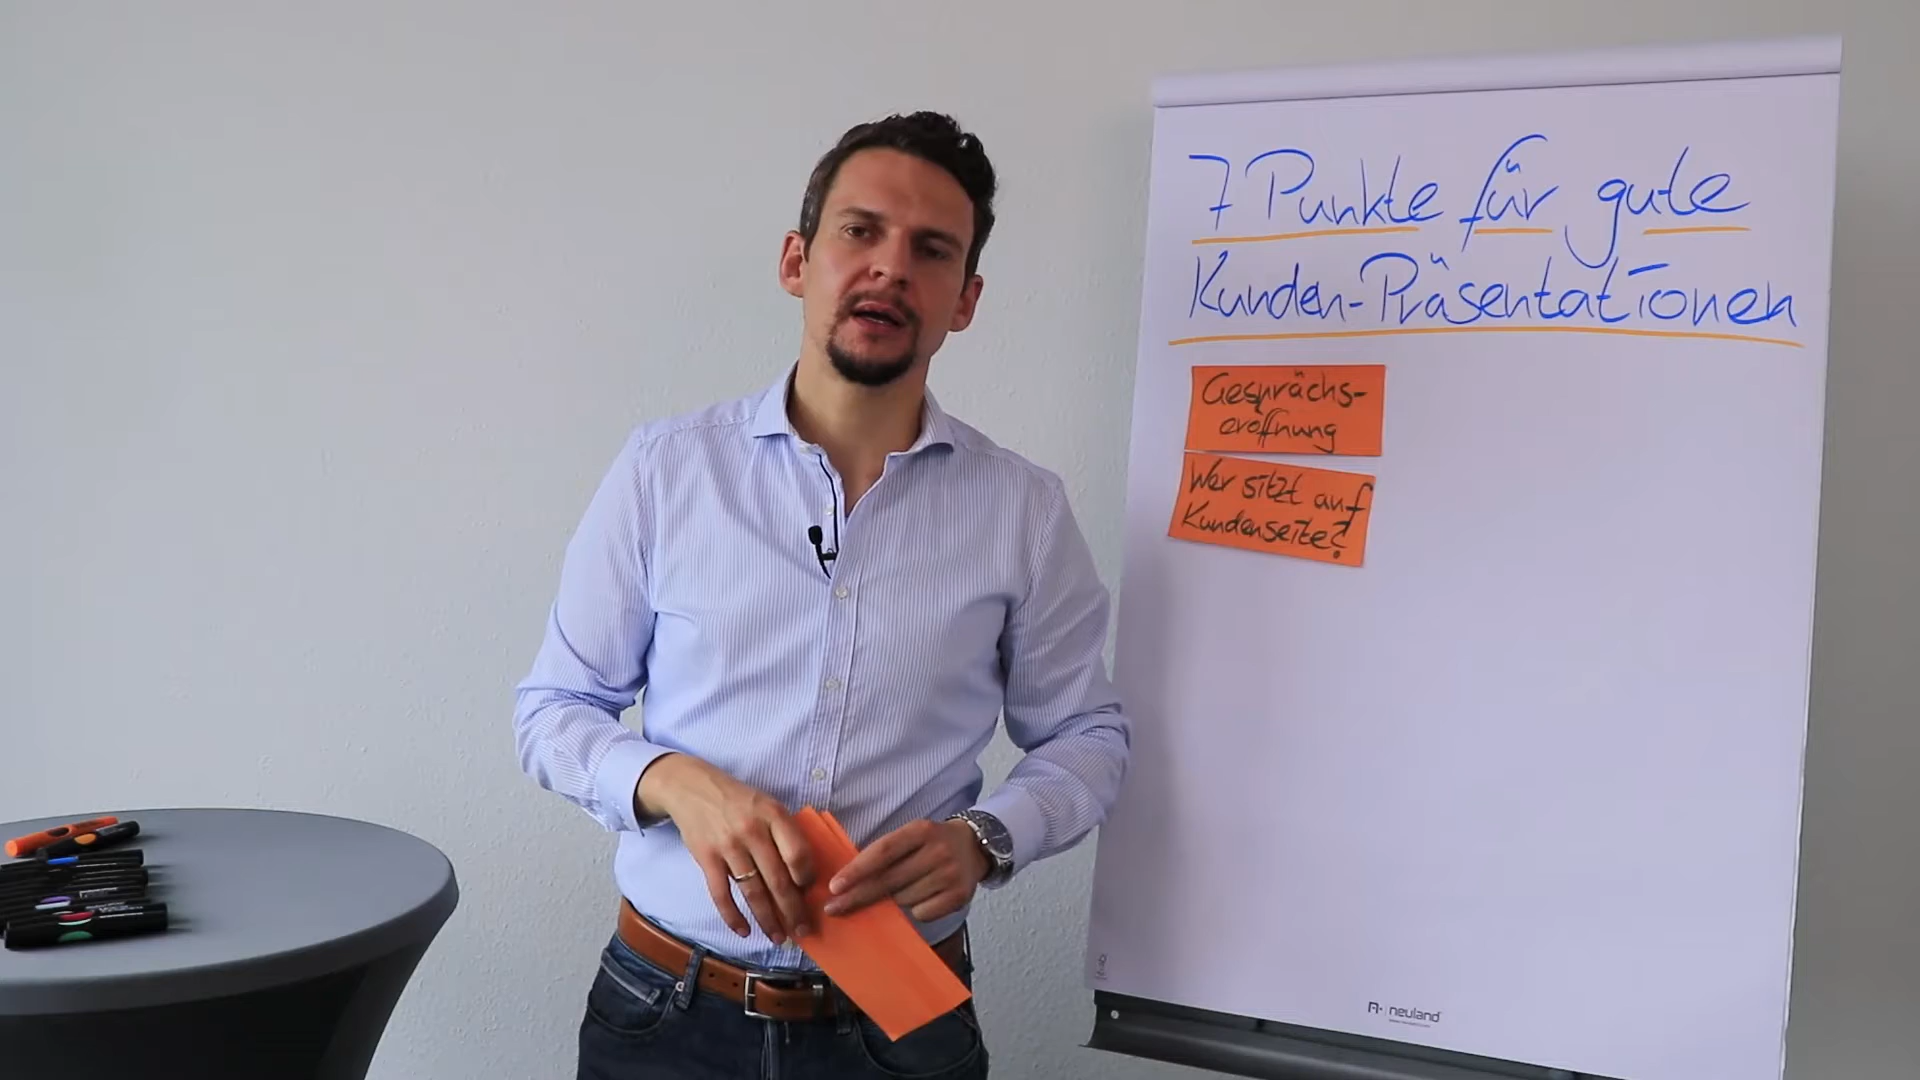 7 Punkte für gute
Kunden-Präsentationen
Gesprächs-
eröffnung
Wer sitzt auf
Kundenseite?
neuland